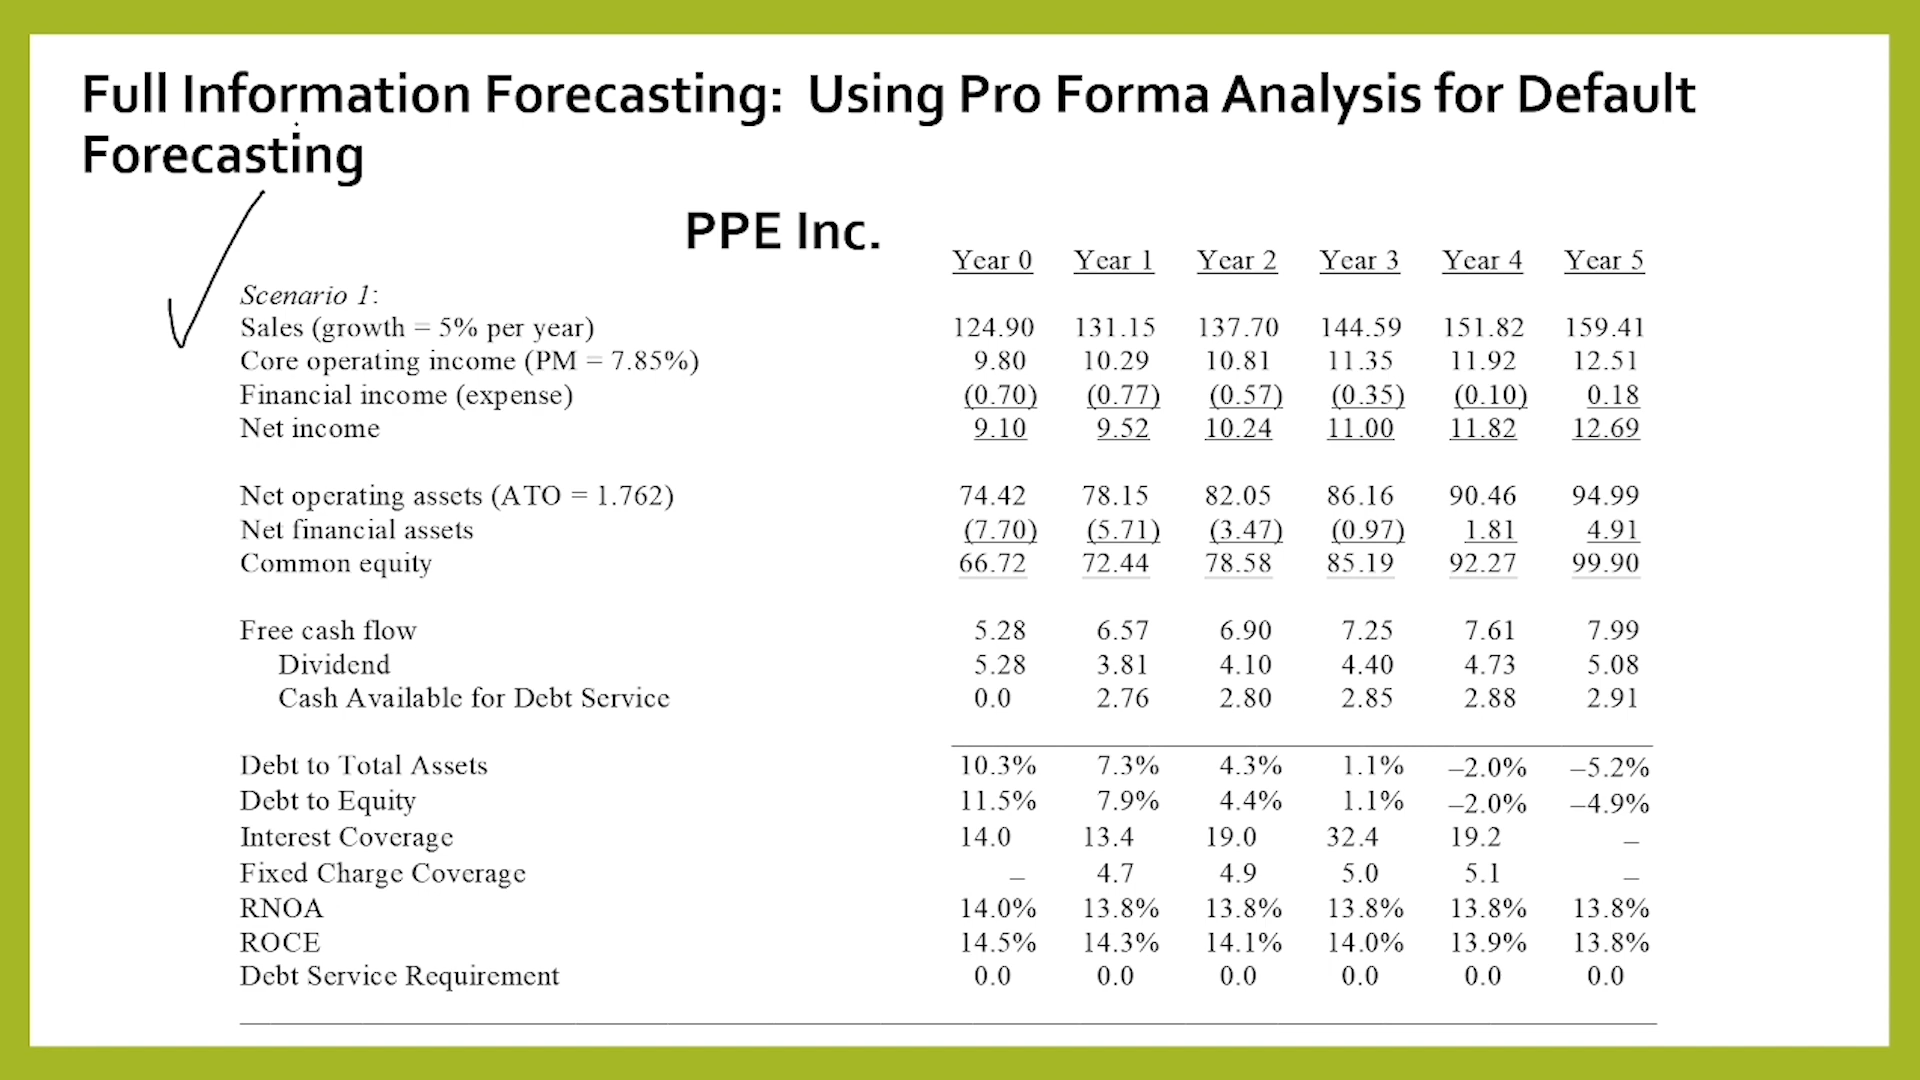 Full Information Forecasting: Using Pro Forma Analysis for Default
Forecasting
PPE Inc.
Year 0 Year 1 Year 2 Year 3 Year 4 Year 5
Scenario 1:
Sales (growth = 5% per year) 124.90 131.15 137.70 144.59 151.82 159.41
Core operating income (PM = 7.85%) 9.80 10.29 10.81 11.35 11.92 12.51
Financial income (expense) (0.70) (0.77) (0.57) (0.35) (0.10) 0.18
Net income 9.10 9.52 10.24 11.00 11.82 12.69
Net operating assets (ATO = 1.762) 74.42 78.15 82.05 86.16 90.46 94.99
Net financial assets (7.70) (5.71) (3.47) (0.97) 1.81 4.91
Common equity 66.72 72.44 78.58 85.19 92.27 99.90
Free cash flow 5.28 6.57 6.90 7.25 7.61 7.99
Dividend 5.28 3.81 4.10 4.40 4.73 5.08
Cash Available for Debt Service 0.0 2.76 2.80 2.85 2.88 2.91
Debt to Total Assets 10.3% 7.3% 4.3% 1.1% –2.0% –5.2%
Debt to Equity 11.5% 7.9% 4.4% 1.1% –2.0% –4.9%
Interest Coverage 14.0 13.4 19.0 32.4 19.2 –
Fixed Charge Coverage – 4.7 4.9 5.0 5.1 –
RNOA 14.0% 13.8% 13.8% 13.8% 13.8% 13.8%
ROCE 14.5% 14.3% 14.1% 14.0% 13.9% 13.8%
Debt Service Requirement 0.0 0.0 0.0 0.0 0.0 0.0